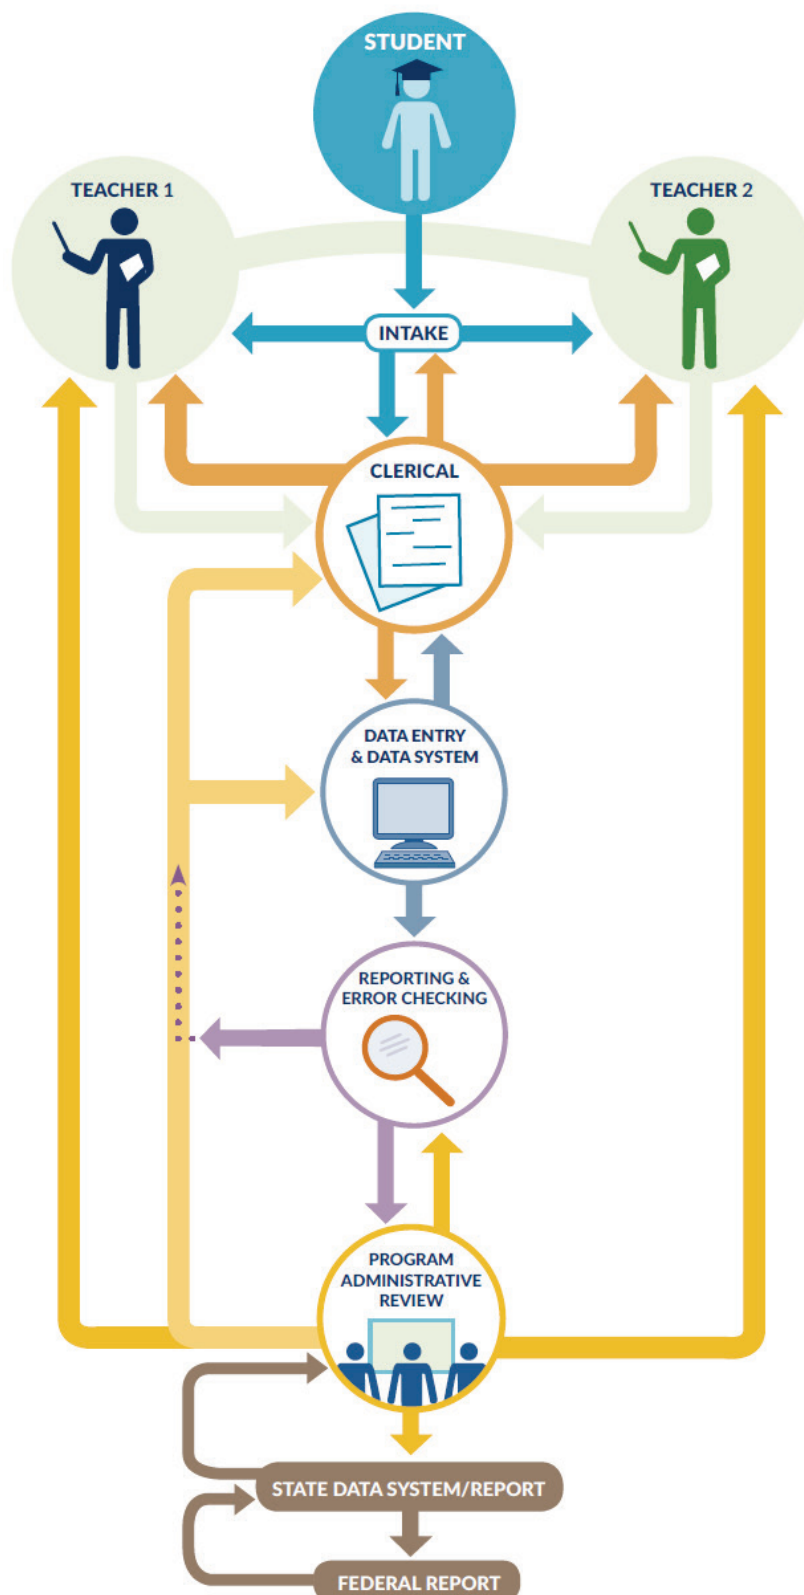 STUDENT
TEACHER 1
TEACHER 2
INTAKE
CLERICAL
DATA ENTRY
& DATA SYSTEM
REPORTING &
ERROR CHECKING
PROGRAM
ADMINISTRATIVE
REVIEW
STATE DATA SYSTEM/REPORT
FEDERAL REPORT